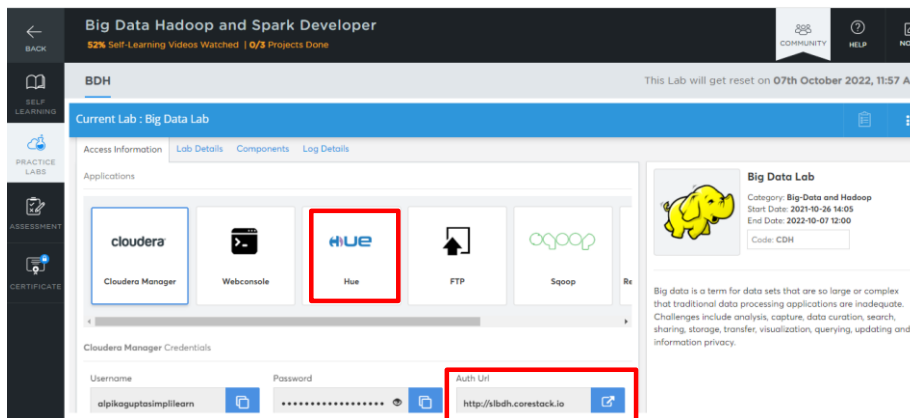 Big Data Hadoop and Spark Developer
52% Self-Learning Videos Watched | 0/3 Projects Done
BACK
COMMUNITY
HELP
SELF
LEARNING
PRACTICE
LABS
ASSESSMENT
CERTIFICATE
BDH
This Lab will get reset on 07th October 2022, 11:57 A
Current Lab : Big Data Lab
Access Information
Lab Details
Components
Log Details
Applications
cloudera
Cloudera Manager
Webconsole
HUE
Hue
FTP
sqoop
Sqoop
Re
Cloudera Manager Credentials
Username
alpikaguptasimplilearn
Password
••••••••••••••••••
Auth Url
http://slbdh.corestack.io
Big Data Lab
Category: Big-Data and Hadoop
Start Date: 2021-10-26 14:05
End Date: 2022-10-07 12:00
Code: CDH
Big data is a term for data sets that are so large or complex
that traditional data processing applications are inadequate.
Challenges include analysis, capture, data curation, search,
sharing, storage, transfer, visualization, querying, updating and
information privacy.